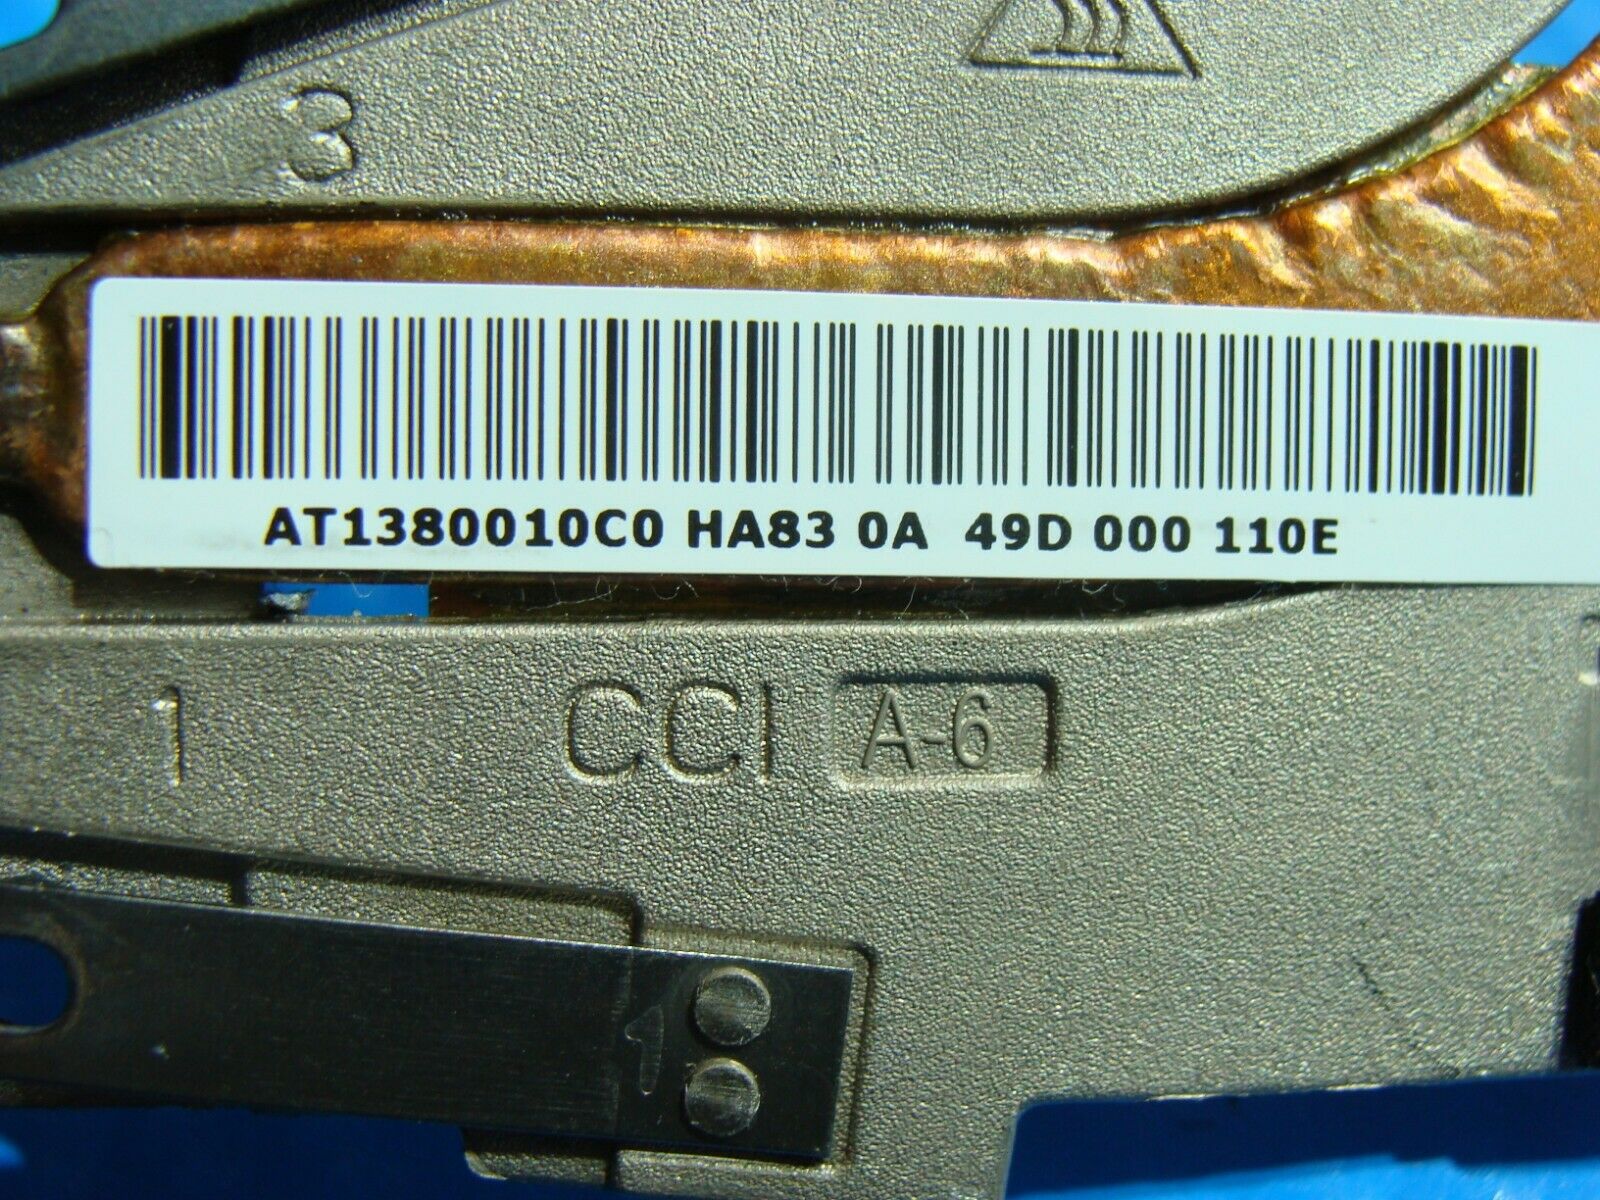 3
AT1380010C0 HA83 0A 49D 000 110E
1 CCI A-6
1